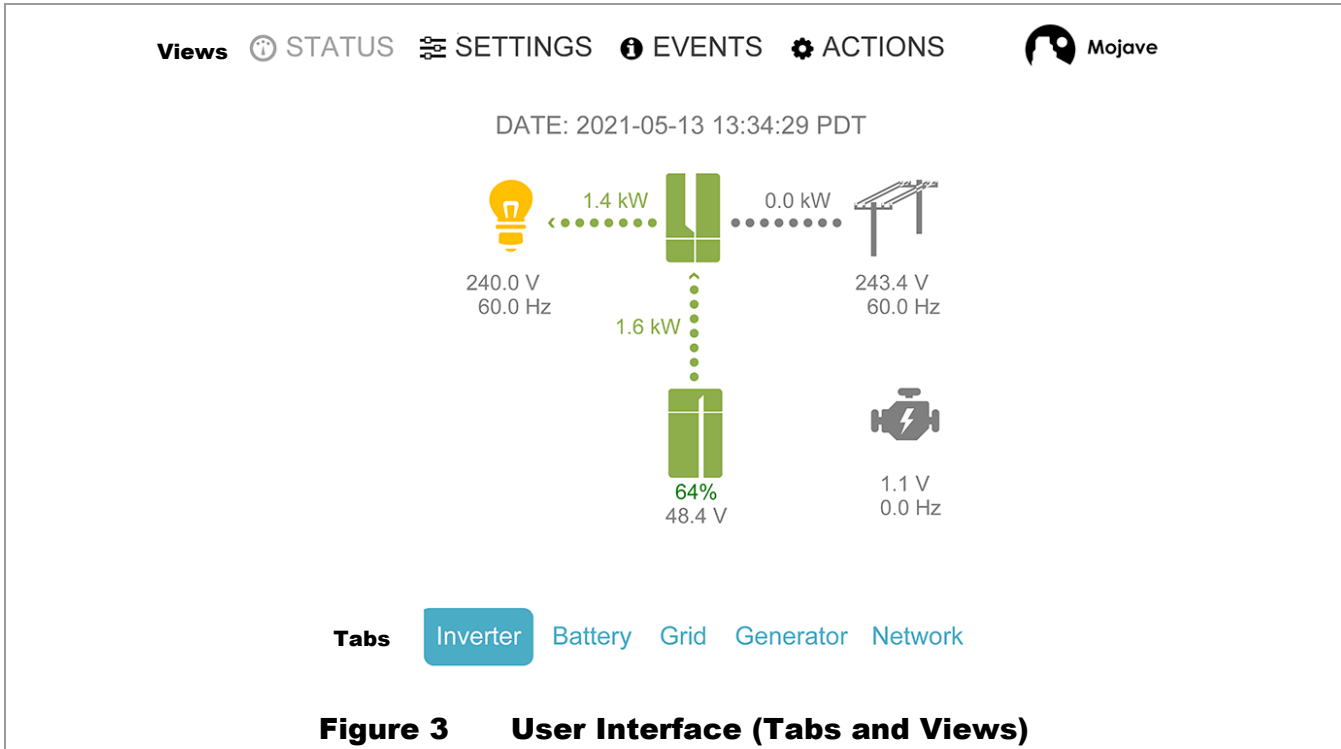 Views STATUS SETTINGS EVENTS ACTIONS Mojave
DATE: 2021-05-13 13:34:29 PDT
1.4 kW 0.0 kW
240.0 V 243.4 V
60.0 Hz 60.0 Hz
1.6 kW
64% 1.1 V
48.4 V 0.0 Hz
Tabs Inverter Battery Grid Generator Network
Figure 3 User Interface (Tabs and Views)